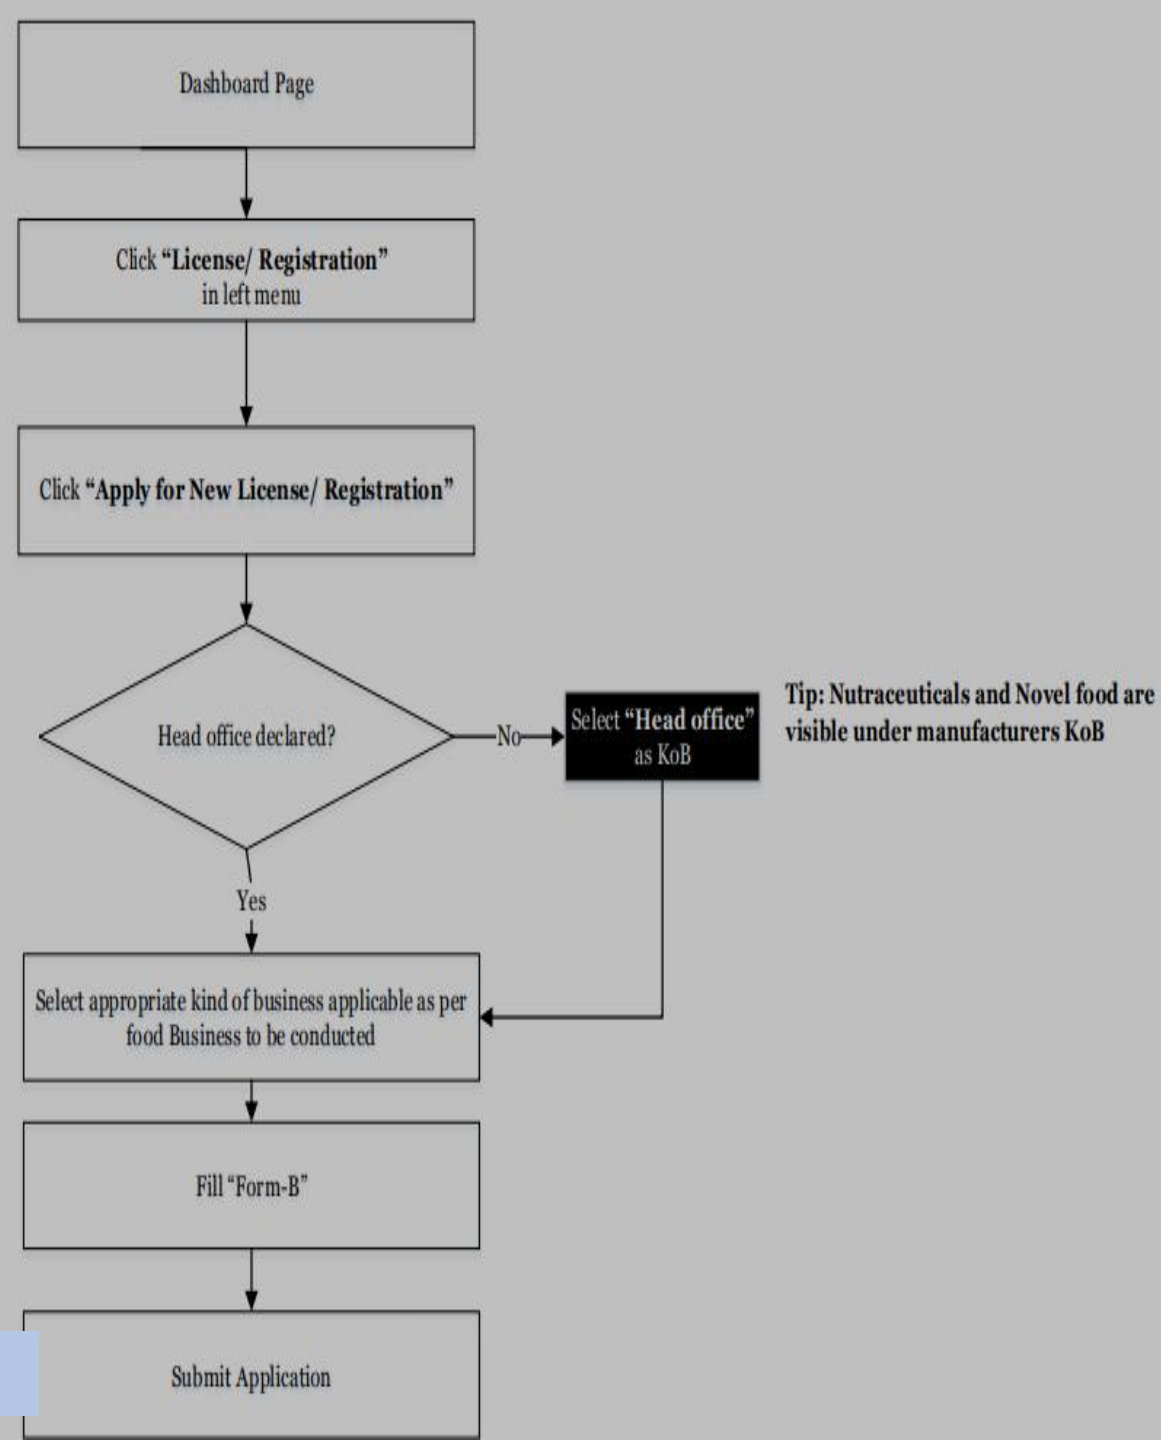 Dashboard Page
Click “License/ Registration”
in left menu
Click “Apply for New License/ Registration”
Head office declared?
No
Select “Head office”
as KoB
Tip: Nutraceuticals and Novel food are
visible under manufacturers KoB
Yes
Select appropriate kind of business applicable as per
food Business to be conducted
Fill “Form-B”
Submit Application